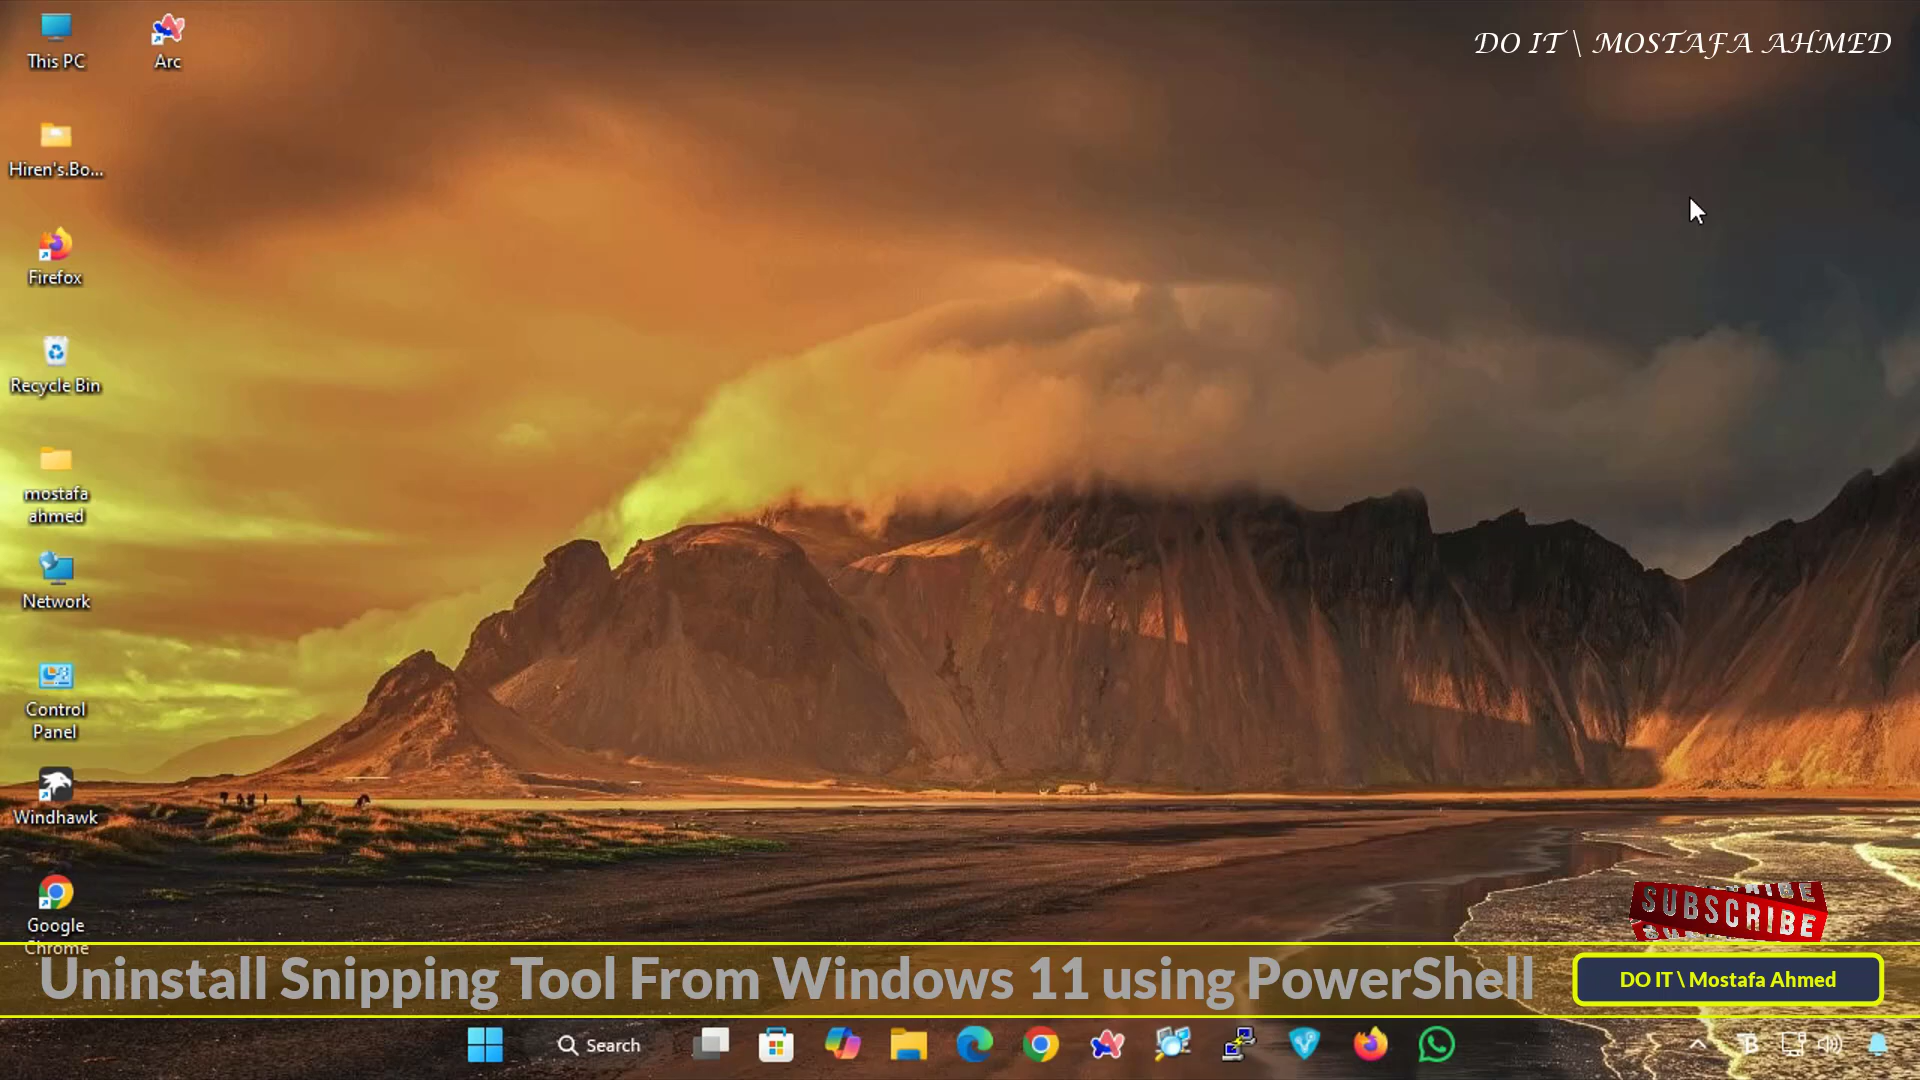 DO IT \ MOSTAFA AHMED
This PC
Arc
Hiren's.Bo...
Firefox
Recycle Bin
mostafa
ahmed
Network
Control
Panel
Windhawk
Google
Chrome
SUBSCRIBE
Uninstall Snipping Tool From Windows 11 using PowerShell
DO IT \ Mostafa Ahmed
Search